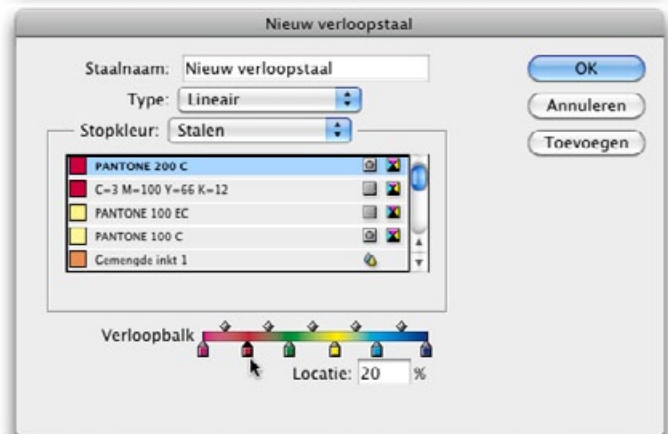 Nieuw verloopstaal
Staalnaam: Nieuw verloopstaal
OK
Type: Lineair
Annuleren
Stopkleur: Stalen
Toevoegen
PANTONE 200 C
C=3 M=100 Y=66 K=12
PANTONE 100 EC
PANTONE 100 C
Gemengde inkt 1
Verloopbalk
Locatie: 20 %